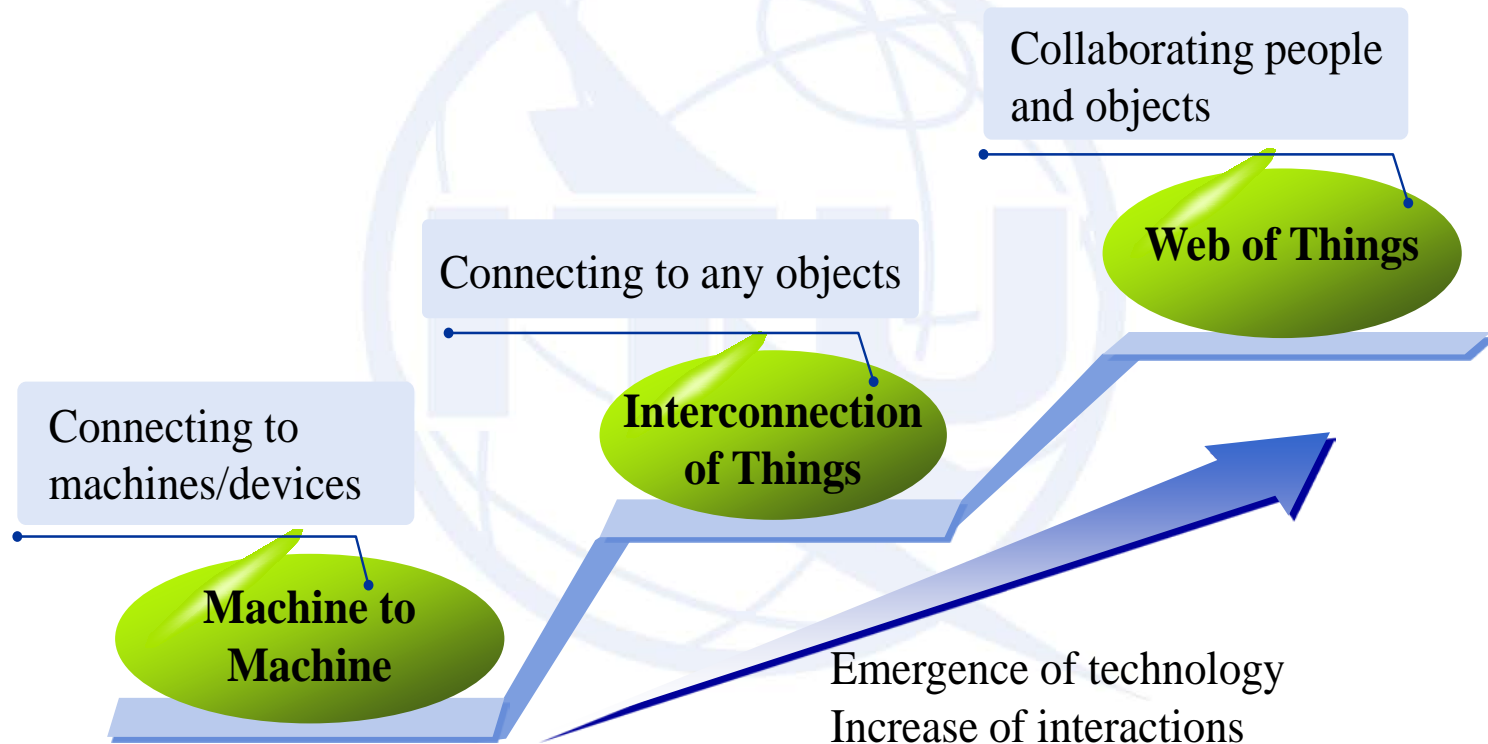 Collaborating people
and objects
Web of Things
Connecting to any objects
Interconnection
of Things
Connecting to
machines/devices
Machine to
Machine
Emergence of technology
Increase of interactions
ITU